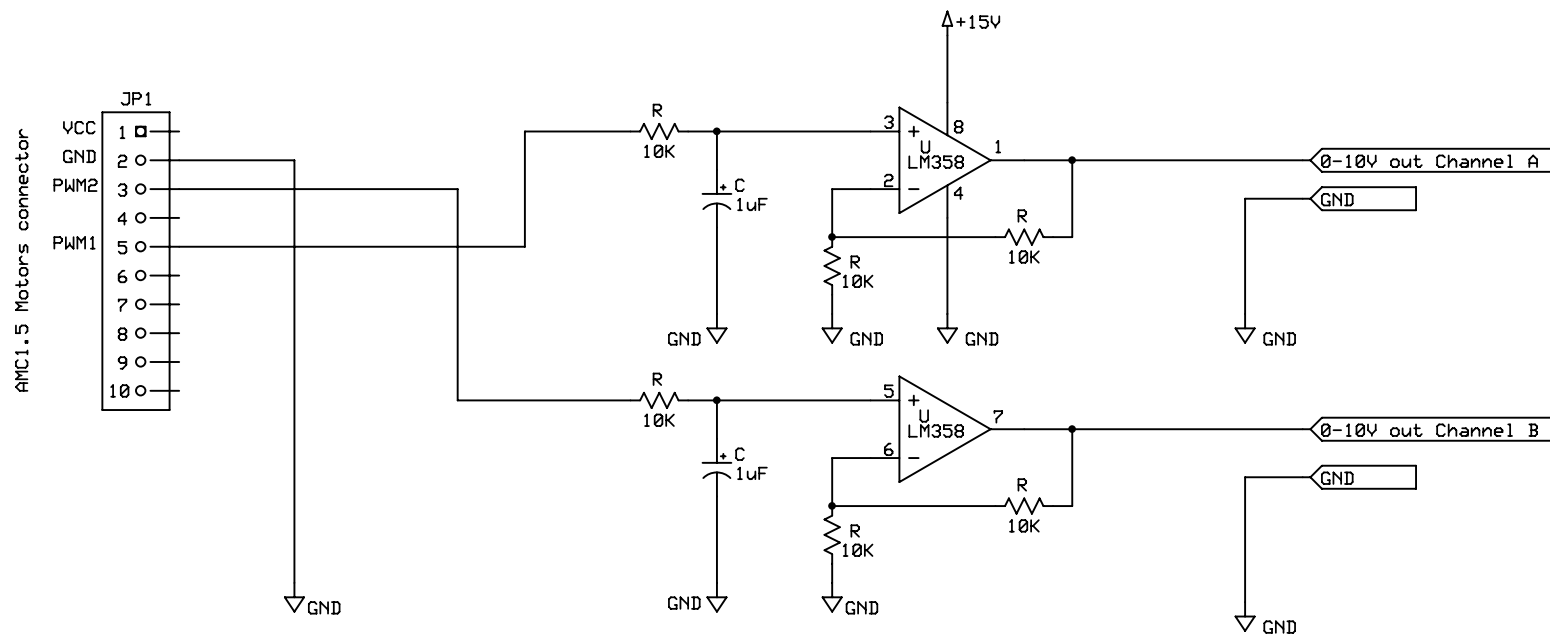 AMC1.5 Motors connector
JP1
VCC 1
GND 2
PWM2 3
4
PWM1 5
6
7
8
9
10
GND
R
10K
+ C
1uF
GND
+15V
3 +
8
U
LM358
1
2 -
4
R
10K
R
10K
GND
GND
0-10V out Channel A
GND
GND
R
10K
+ C
1uF
GND
5 +
U
LM358
7
6 -
R
10K
R
10K
GND
0-10V out Channel B
GND
GND